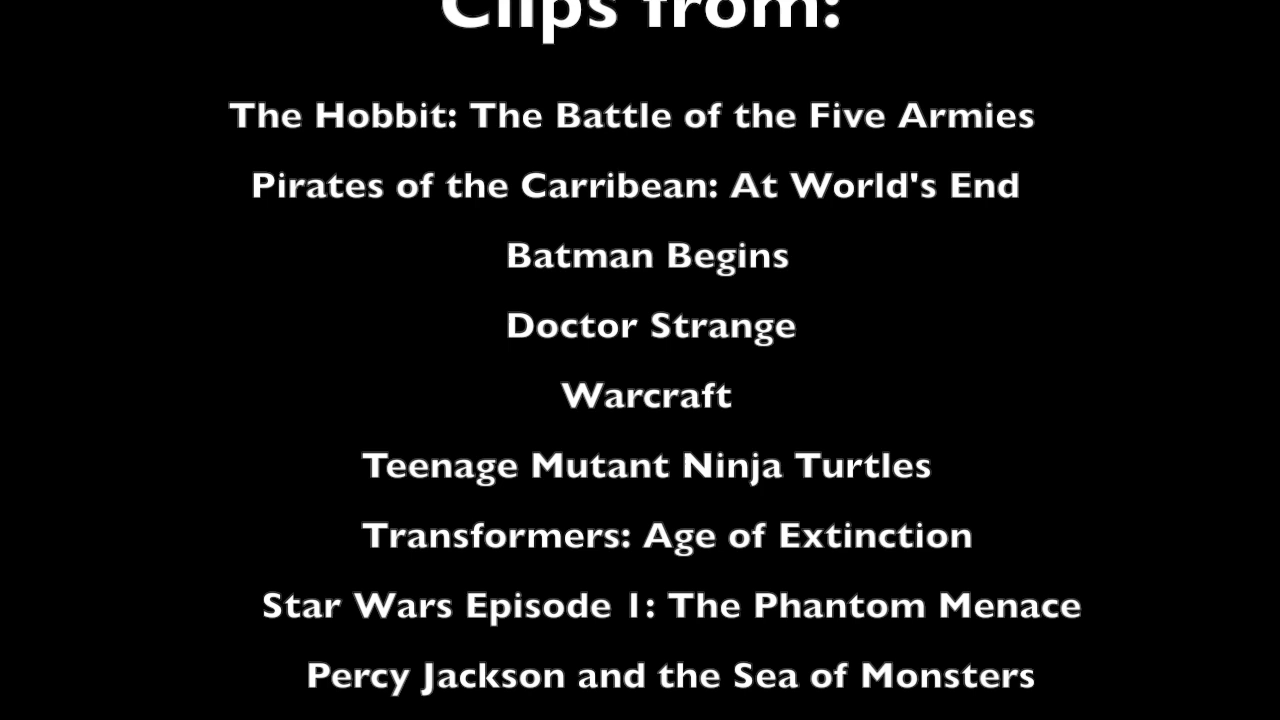 Clips from:
The Hobbit: The Battle of the Five Armies
Pirates of the Carribean: At World's End
Batman Begins
Doctor Strange
Warcraft
Teenage Mutant Ninja Turtles
Transformers: Age of Extinction
Star Wars Episode 1: The Phantom Menace
Percy Jackson and the Sea of Monsters